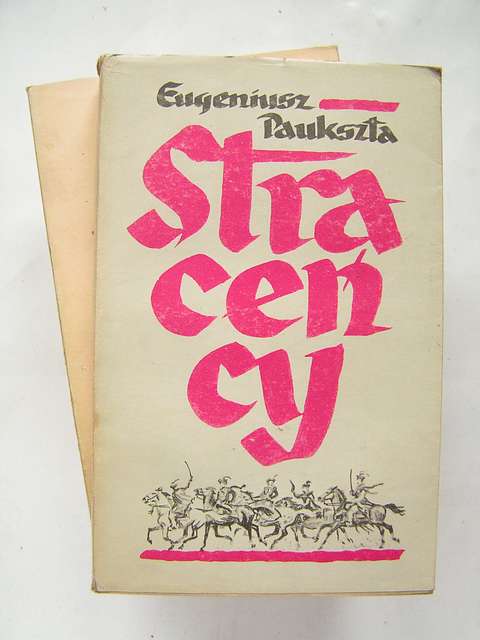 Eugeniusz
Paukszta
Stra
ceń
cy